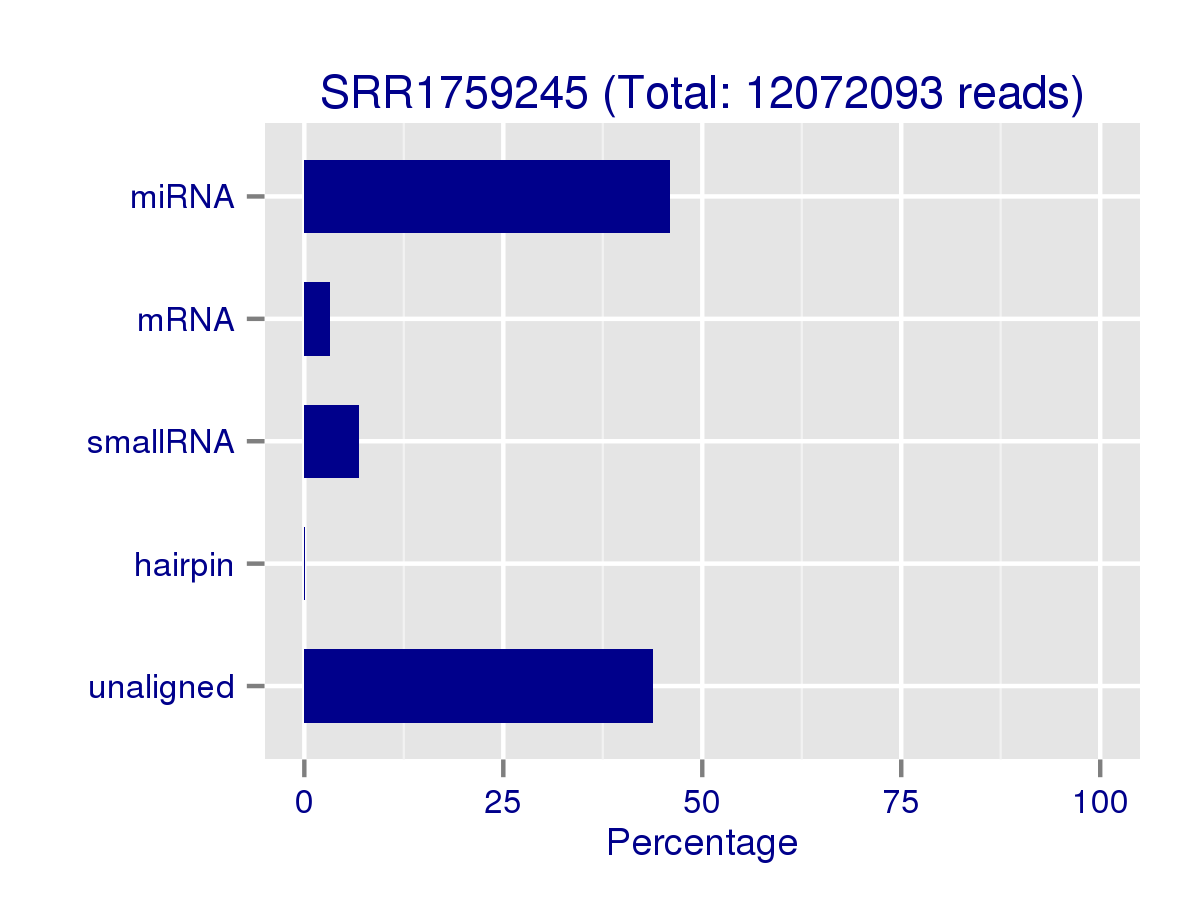 SRR1759245 (Total: 12072093 reads)
miRNA
mRNA
smallRNA
hairpin
unaligned
0 25 50 75 100
Percentage